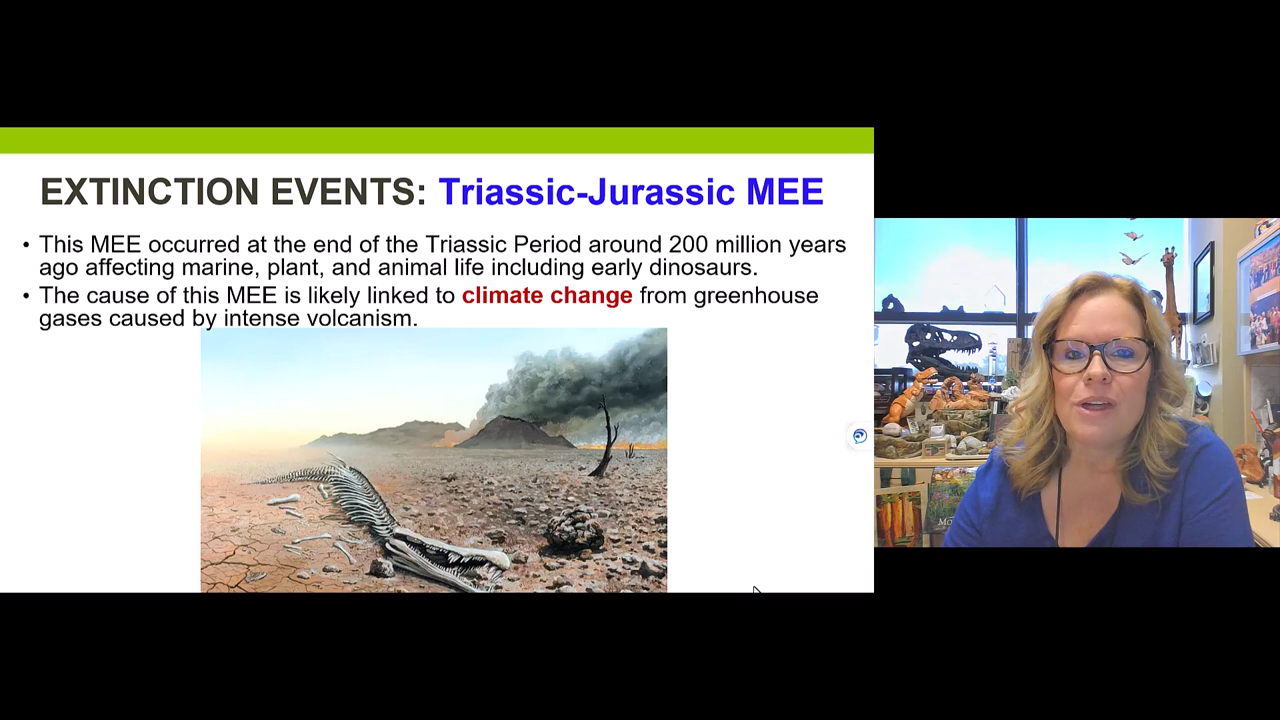 EXTINCTION EVENTS: Triassic-Jurassic MEE
• This MEE occurred at the end of the Triassic Period around 200 million years
ago affecting marine, plant, and animal life including early dinosaurs.
• The cause of this MEE is likely linked to climate change from greenhouse
gases caused by intense volcanism.